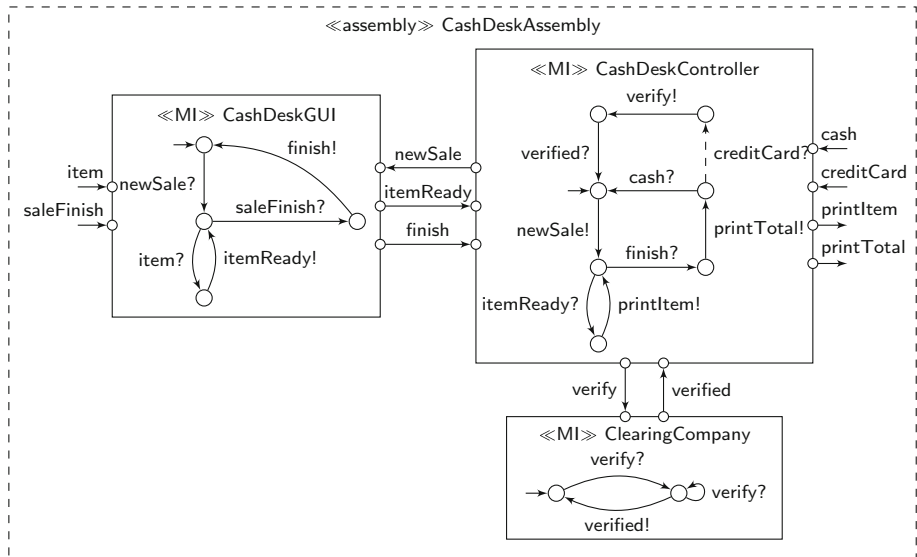 ≪assembly≫ CashDeskAssembly
≪MI≫ CashDeskGUI
item
saleFinish
newSale?
finish!
saleFinish?
item?
itemReady!
newSale
itemReady
finish
≪MI≫ CashDeskController
verify!
verified?
creditCard?
cash?
newSale!
printTotal!
finish?
itemReady?
printItem!
cash
creditCard
printItem
printTotal
verify
verified
≪MI≫ ClearingCompany
verify?
verify?
verified!